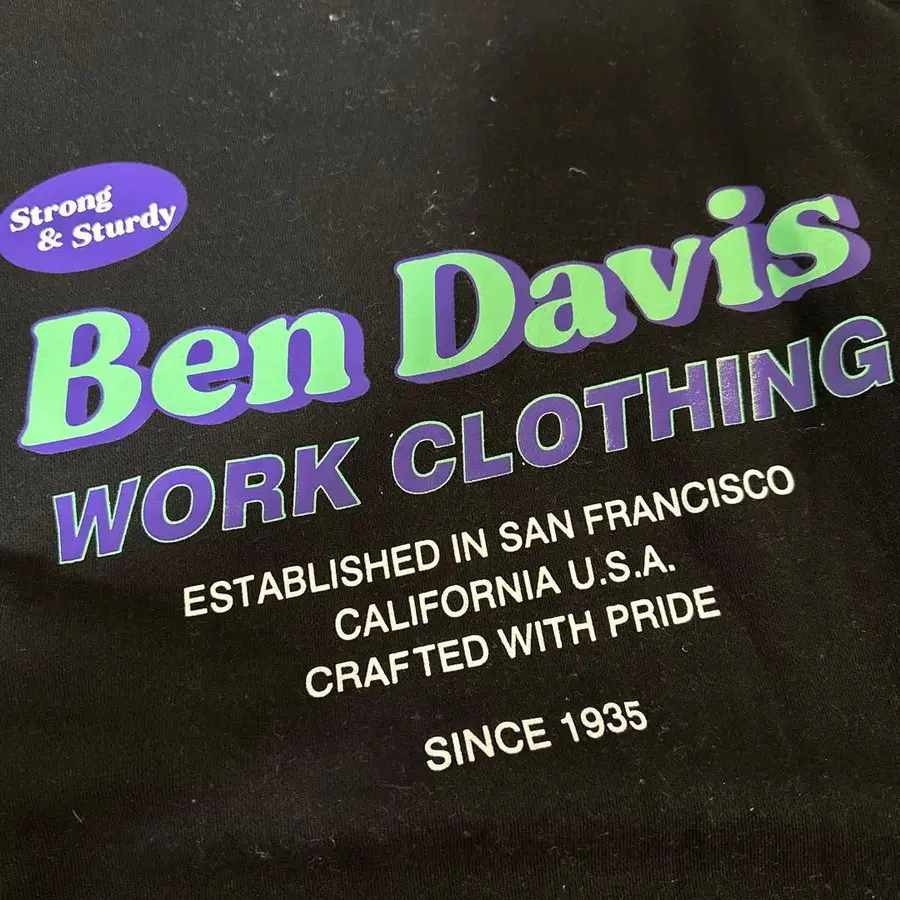 Strong
& Sturdy
Ben Davis
WORK CLOTHING
ESTABLISHED IN SAN FRANCISCO
CALIFORNIA U.S.A.
CRAFTED WITH PRIDE
SINCE 1935